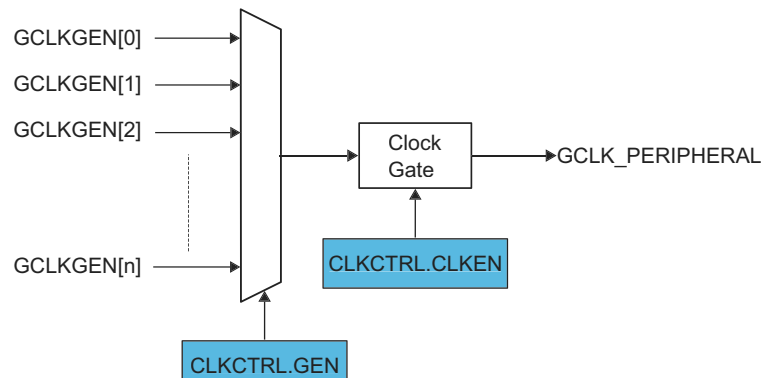 GCLKGEN[0]
GCLKGEN[1]
GCLKGEN[2]
Clock
Gate
GCLK_PERIPHERAL
GCLKGEN[n]
CLKCTRL.CLKEN
CLKCTRL.GEN